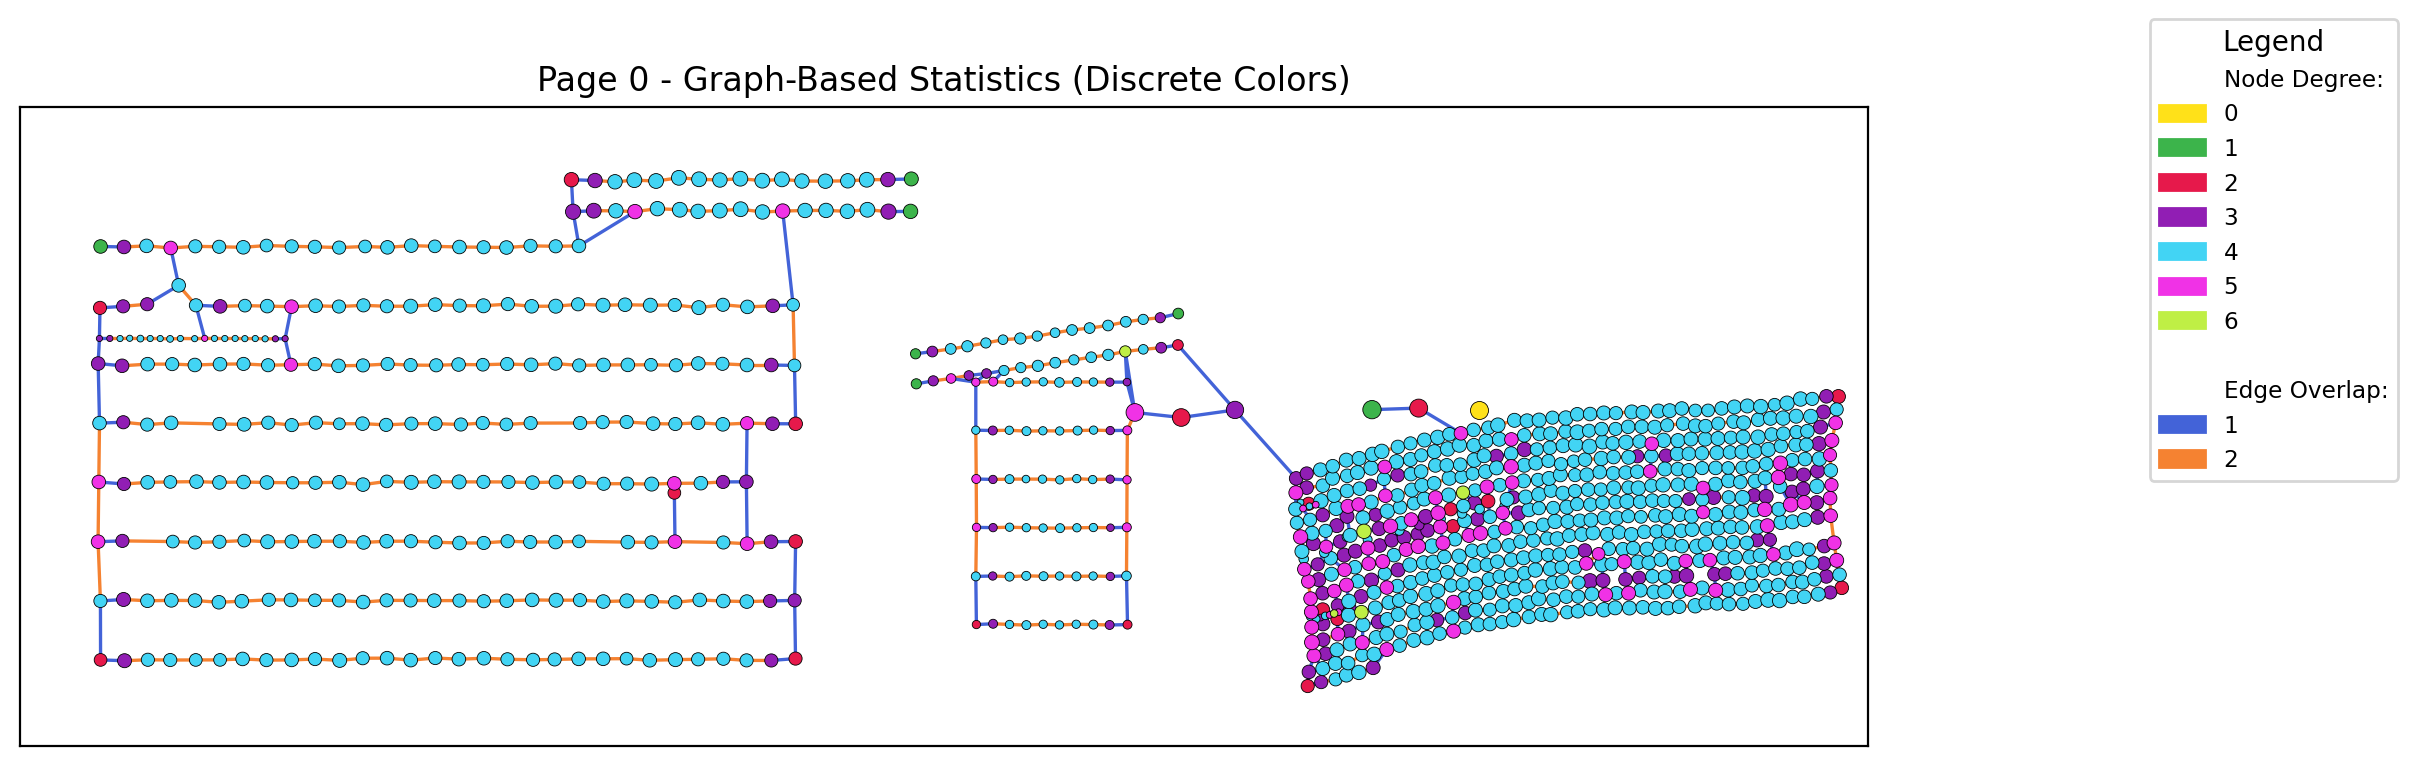 Page 0 - Graph-Based Statistics (Discrete Colors)
Legend
Node Degree:
0
1
2
3
4
5
6
Edge Overlap:
1
2